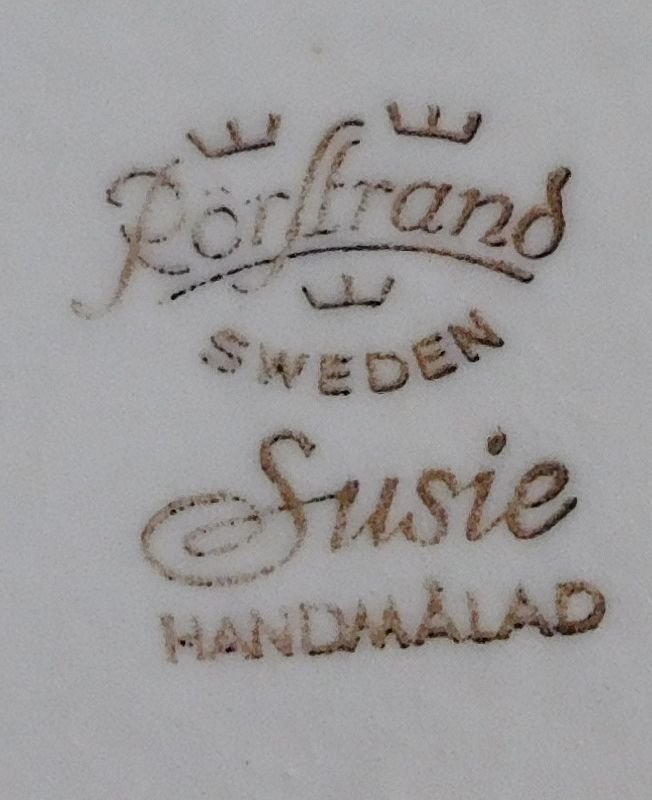 Rörstrand
SWEDEN
Susie
HANDMÅLAD